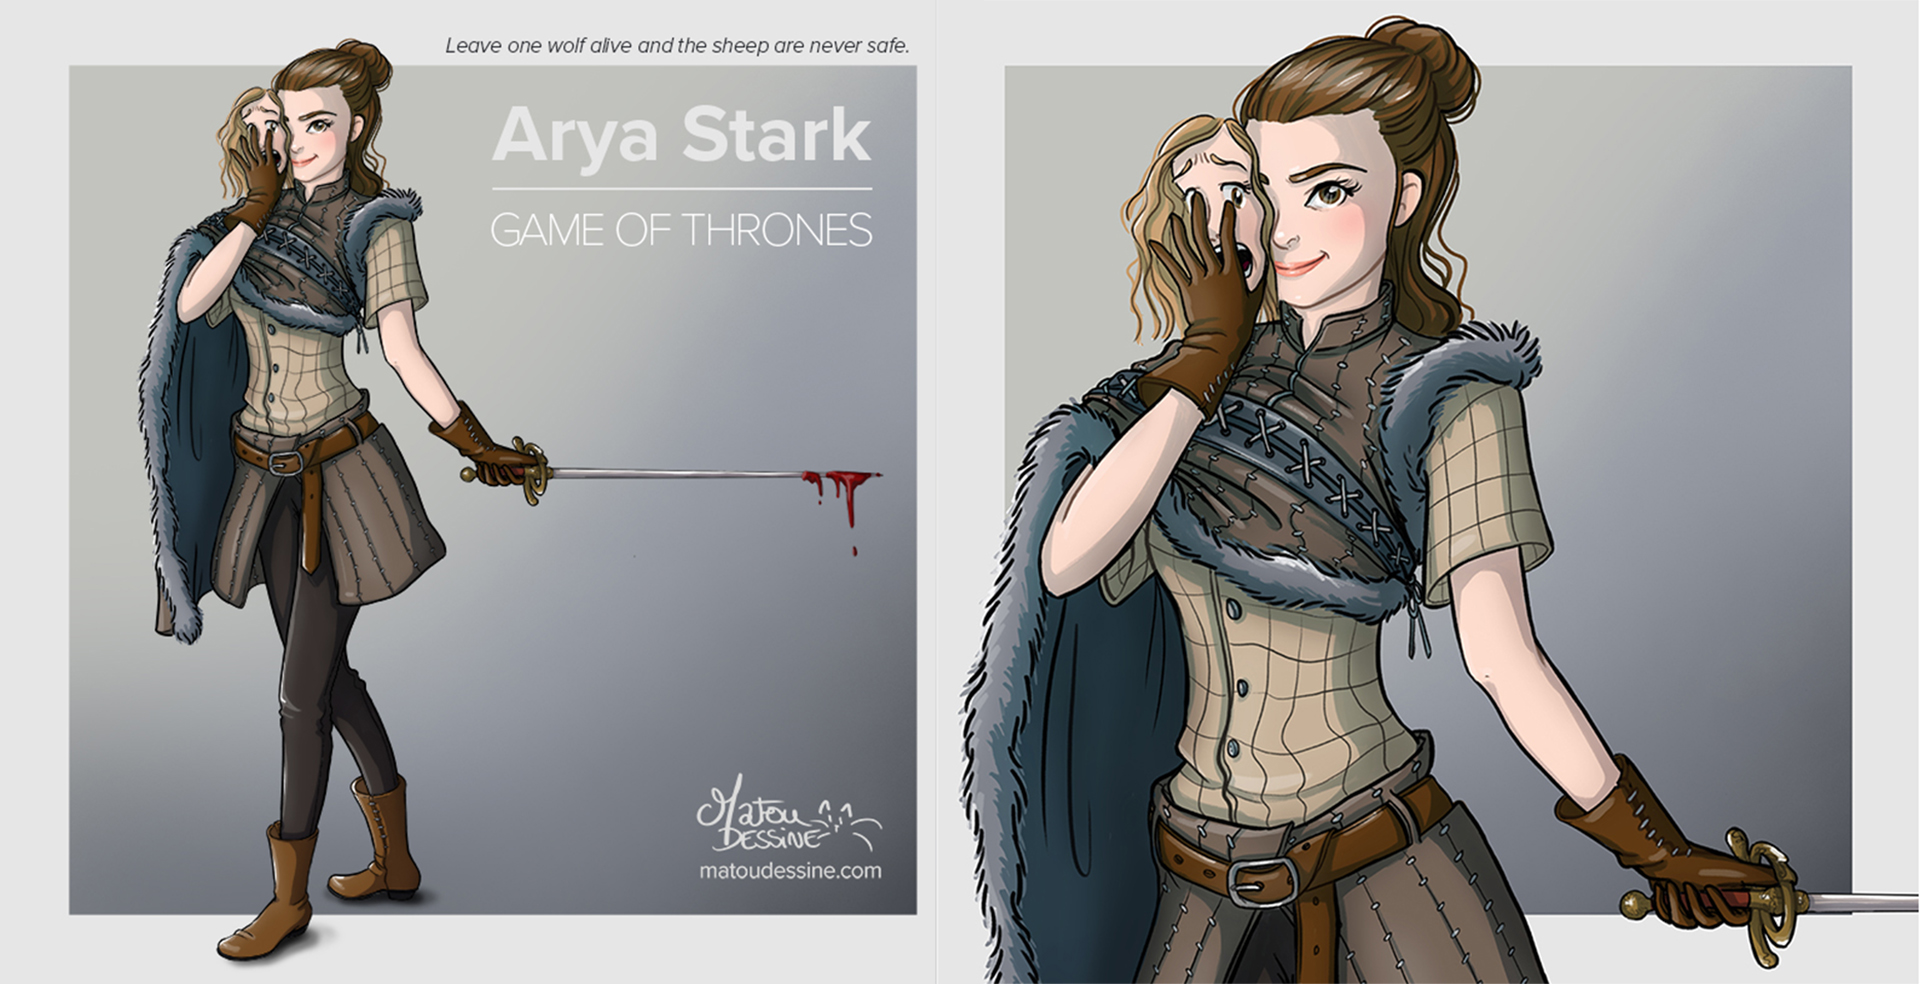 Leave one wolf alive and the sheep are never safe.
Arya Stark
GAME OF THRONES
Matou
DESSiNE
matoudessine.com